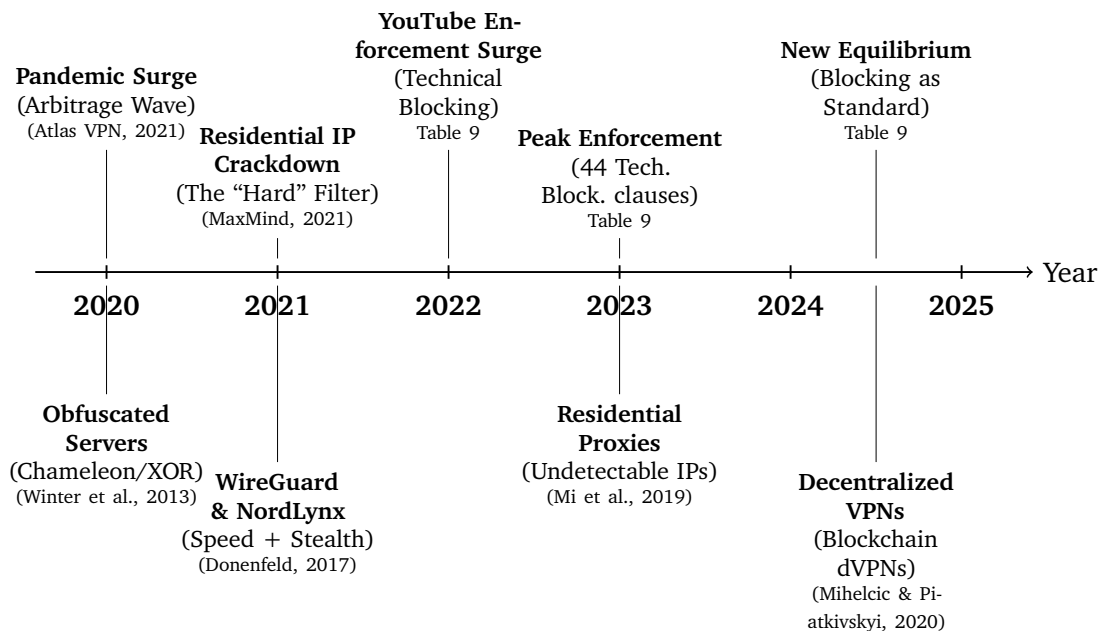 Pandemic Surge
(Arbitrage Wave)
(Atlas VPN, 2021)
Residential IP
Crackdown
(The “Hard” Filter)
(MaxMind, 2021)
YouTube En-
forcement Surge
(Technical
Blocking)
Table 9
Peak Enforcement
(44 Tech.
Block. clauses)
Table 9
New Equilibrium
(Blocking as
Standard)
Table 9
Year
2020
2021
2022
2023
2024
2025
Obfuscated
Servers
(Chameleon/XOR)
(Winter et al., 2013)
WireGuard
& NordLynx
(Speed + Stealth)
(Donenfeld, 2017)
Residential
Proxies
(Undetectable IPs)
(Mi et al., 2019)
Decentralized
VPNs
(Blockchain
dVPNs)
(Mihelcic & Pi-
atkivskyi, 2020)